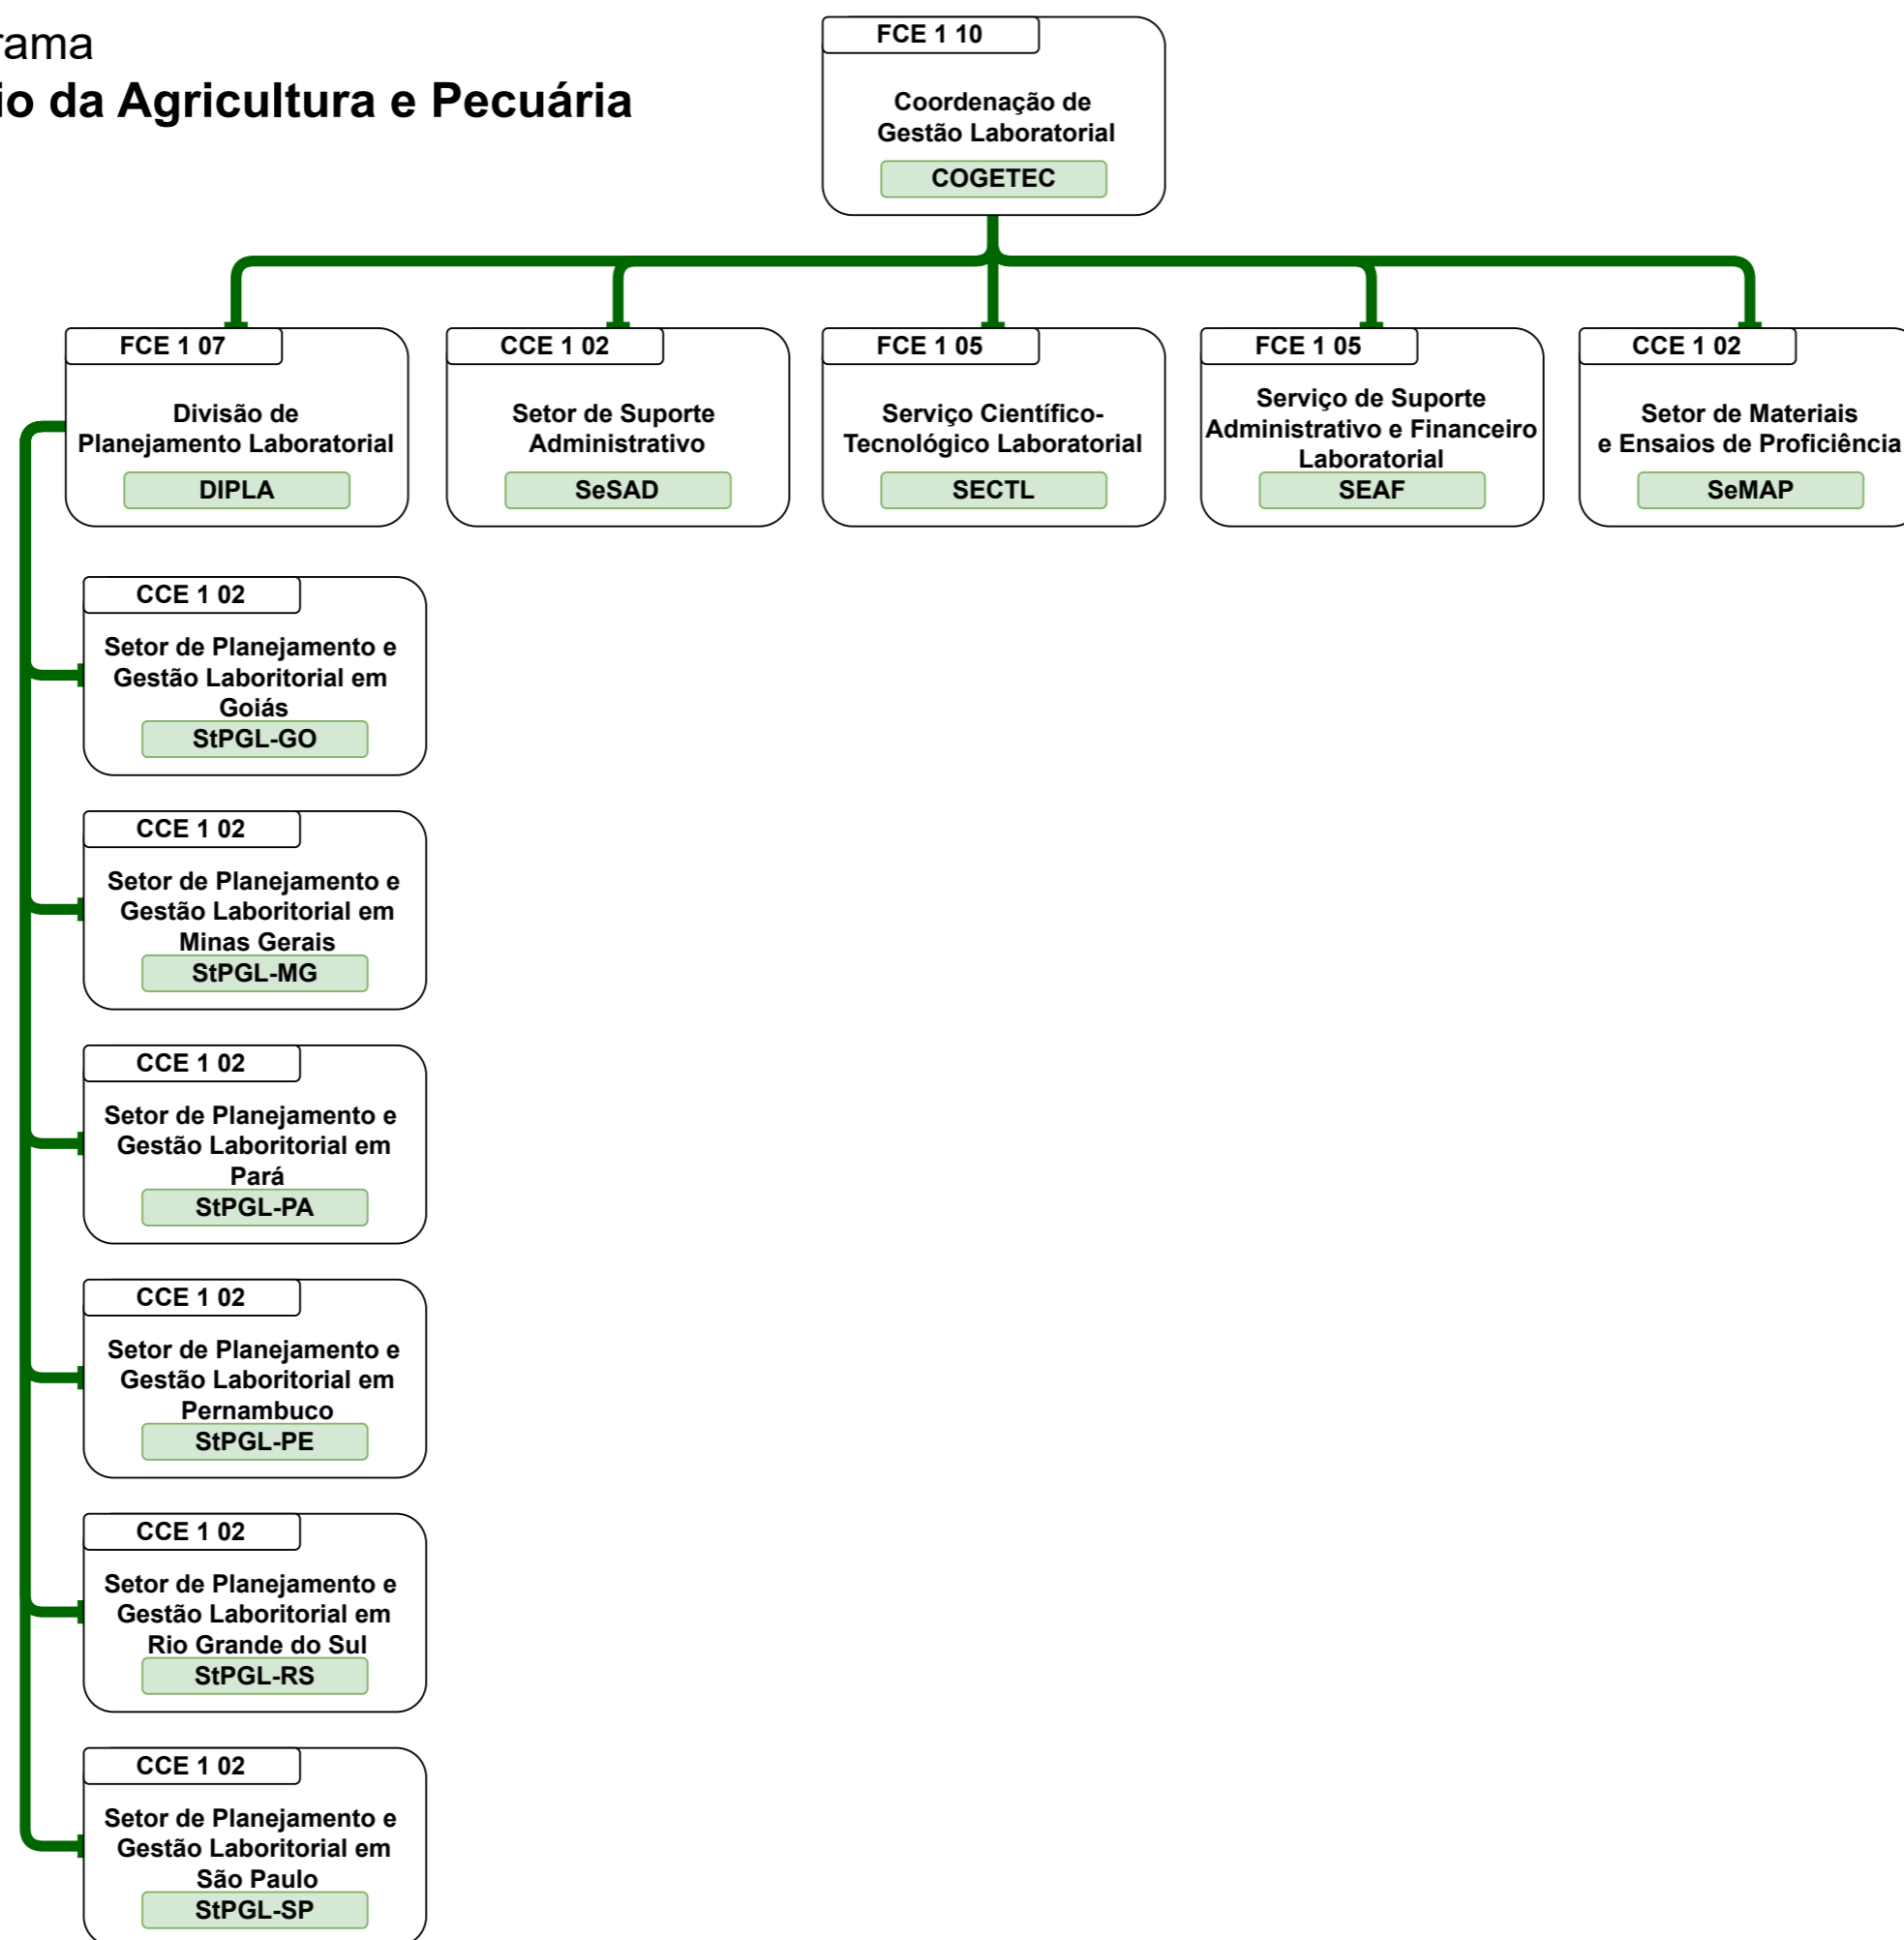 rama
io da Agricultura e Pecuária
FCE 1 10
Coordenação de
Gestão Laboratorial
COGETEC
FCE 1 07
Divisão de
Planejamento Laboratorial
DIPLA
CCE 1 02
Setor de Suporte
Administrativo
SeSAD
FCE 1 05
Serviço Científico-
Tecnológico Laboratorial
SECTL
FCE 1 05
Serviço de Suporte
Administrativo e Financeiro
Laboratorial
SEAF
CCE 1 02
Setor de Materiais
e Ensaios de Proficiência
SeMAP
CCE 1 02
Setor de Planejamento e
Gestão Laboritorial em
Goiás
StPGL-GO
CCE 1 02
Setor de Planejamento e
Gestão Laboritorial em
Minas Gerais
StPGL-MG
CCE 1 02
Setor de Planejamento e
Gestão Laboritorial em
Pará
StPGL-PA
CCE 1 02
Setor de Planejamento e
Gestão Laboritorial em
Pernambuco
StPGL-PE
CCE 1 02
Setor de Planejamento e
Gestão Laboritorial em
Rio Grande do Sul
StPGL-RS
CCE 1 02
Setor de Planejamento e
Gestão Laboritorial em
São Paulo
StPGL-SP